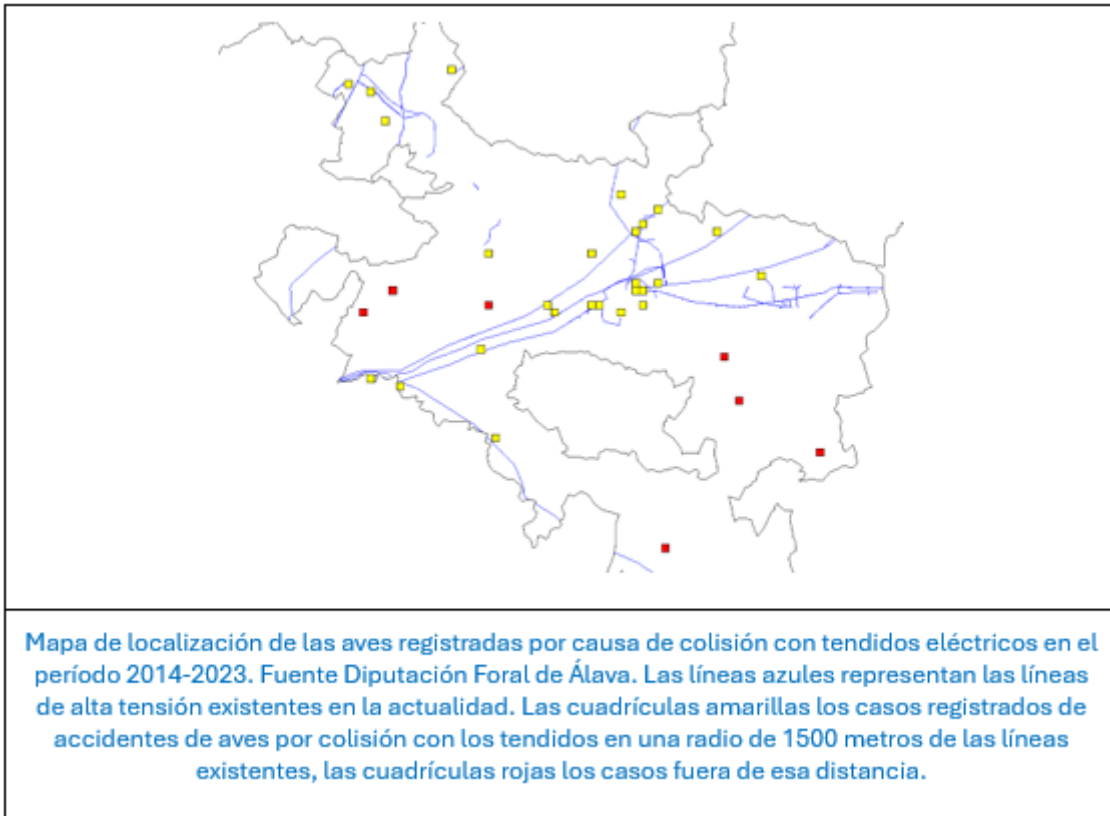 Mapa de localización de las aves registradas por causa de colisión con tendidos eléctricos en el
período 2014-2023. Fuente Diputación Foral de Álava. Las líneas azules representan las líneas
de alta tensión existentes en la actualidad. Las cuadrículas amarillas los casos registrados de
accidentes de aves por colisión con los tendidos en una radio de 1500 metros de las líneas
existentes, las cuadrículas rojas los casos fuera de esa distancia.